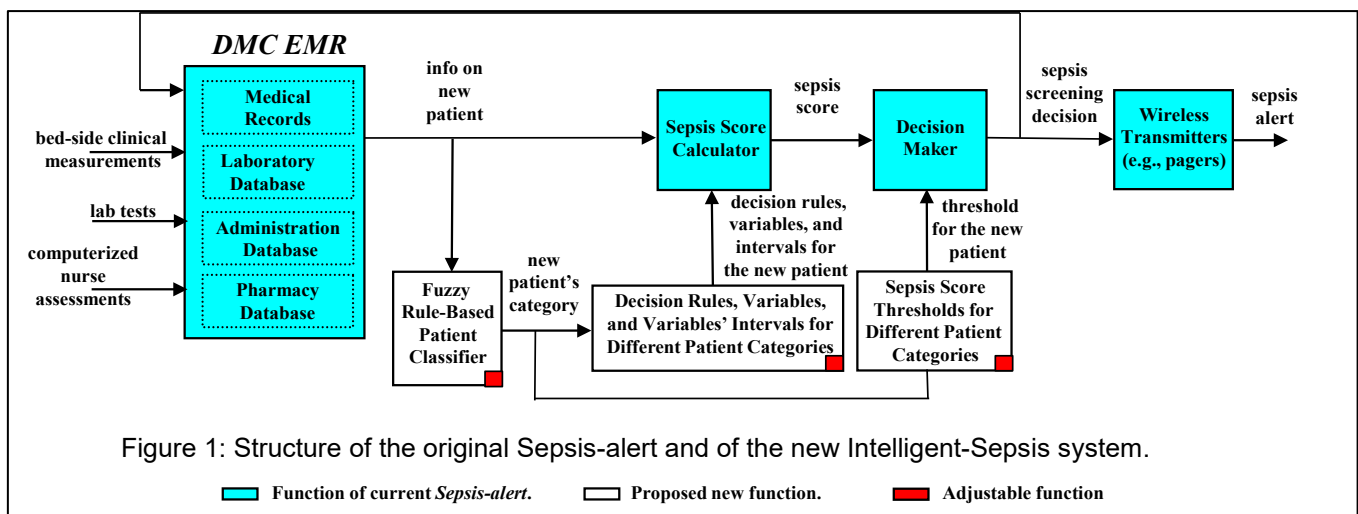 DMC EMR
Medical
Records
Laboratory
Database
Administration
Database
Pharmacy
Database
bed-side clinical
measurements
lab tests
computerized
nurse
assessments
info on
new
patient
Sepsis Score
Calculator
sepsis
score
Decision
Maker
sepsis
screening
decision
Wireless
Transmitters
(e.g., pagers)
sepsis
alert
decision rules,
variables, and
intervals for
the new patient
threshold
for the new
patient
Fuzzy
Rule-Based
Patient
Classifier
new
patient's
category
Decision Rules, Variables,
and Variables' Intervals for
Different Patient Categories
Sepsis Score
Thresholds for
Different Patient
Categories
Figure 1: Structure of the original Sepsis-alert and of the new Intelligent-Sepsis system.
Function of current Sepsis-alert.
Proposed new function.
Adjustable function